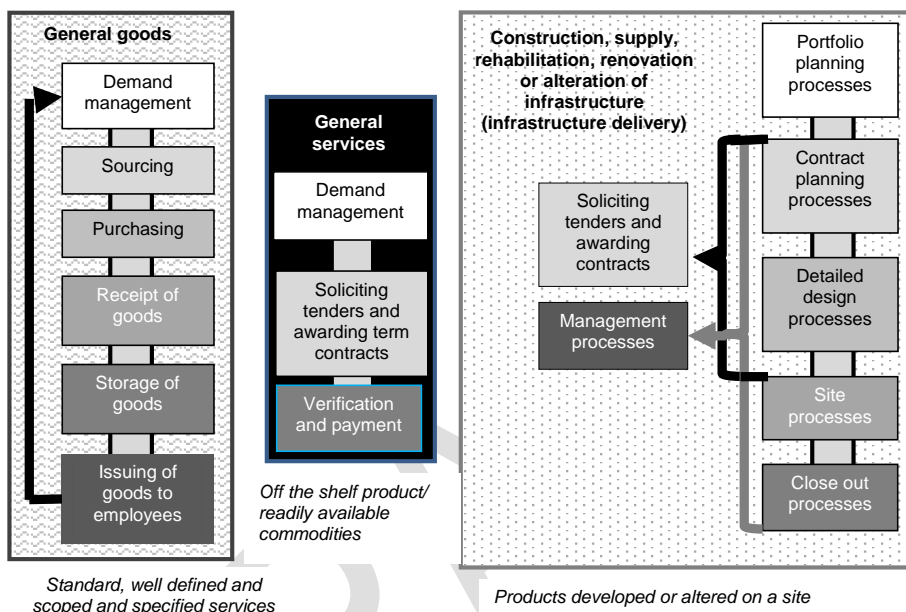 General goods
Demand
management
Sourcing
Purchasing
Receipt of
goods
Storage of
goods
Issuing of
goods to
employees
Standard, well defined and
scoped and specified services
General
services
Demand
management
Soliciting
tenders and
awarding term
contracts
Verification
and payment
Off the shelf product/
readily available
commodities
Construction, supply,
rehabilitation, renovation
or alteration of
infrastructure
(infrastructure delivery)
Soliciting
tenders and
awarding
contracts
Management
processes
Portfolio
planning
processes
Contract
planning
processes
Detailed
design
processes
Site
processes
Close out
processes
Products developed or altered on a site